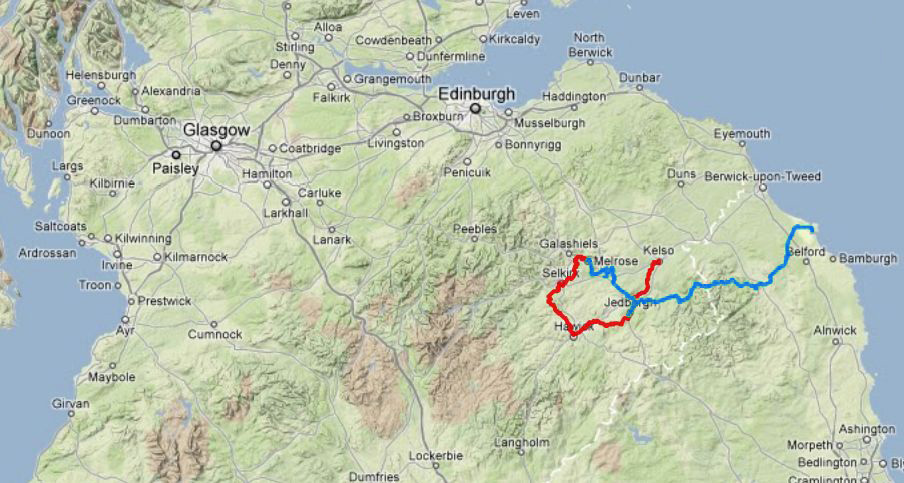 Leven
Alloa
Stirling
Cowdenbeath
Kirkcaldy
North
Berwick
Dunfermline
Denny
Helensburgh
Grangemouth
Dunbar
Alexandria
Edinburgh
Falkirk
Greenock
Haddington
Dumbarton
Broxburn
Musselburgh
Dunoon
Glasgow
Eyemouth
Livingston
Bonnyrigg
Coatbridge
Largs
Paisley
Hamilton
Penicuik
Duns
Berwick-upon-Tweed
Kilbirnie
Carluke
Larkhall
Saltcoats
Kilwinning
Lanark
Peebles
Galashiels
Ardrossan
Irvine
Kilmarnock
Kelso
Belford
Melrose
Bamburgh
Selkirk
Troon
Prestwick
Jedburgh
Ayr
Cumnock
Hawick
Alnwick
Maybole
Girvan
Ashington
Langholm
Morpeth
Lockerbie
Bedlington
Bl
Dumfries
Cramlington